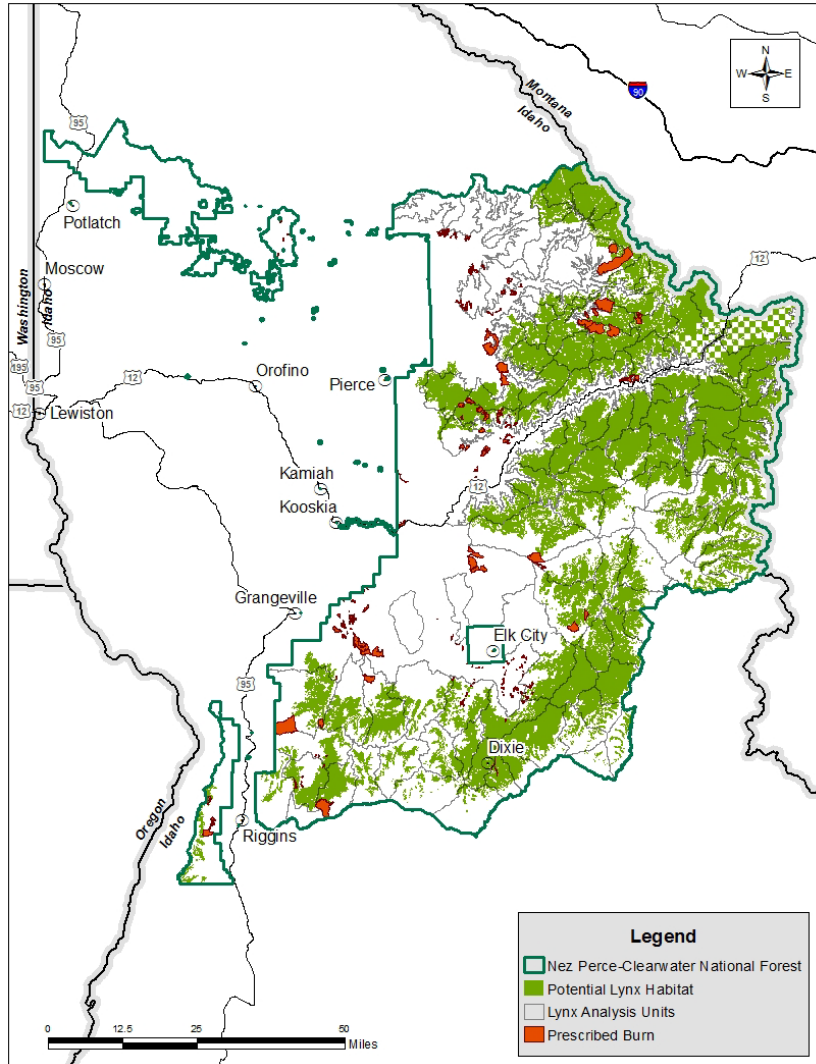 N
W E
S
90
Montana
Idaho
95
Potlatch
Moscow
Washington
Idaho
95
12
195
95
12
12
Orofino
Pierce
Lewiston
Kamiah
12
Kooskia
Grangeville
Elk City
95
Dixie
Oregon
Idaho
Riggins
Legend
Nez Perce-Clearwater National Forest
Potential Lynx Habitat
Lynx Analysis Units
Prescribed Burn
0 12.5 25 50
Miles